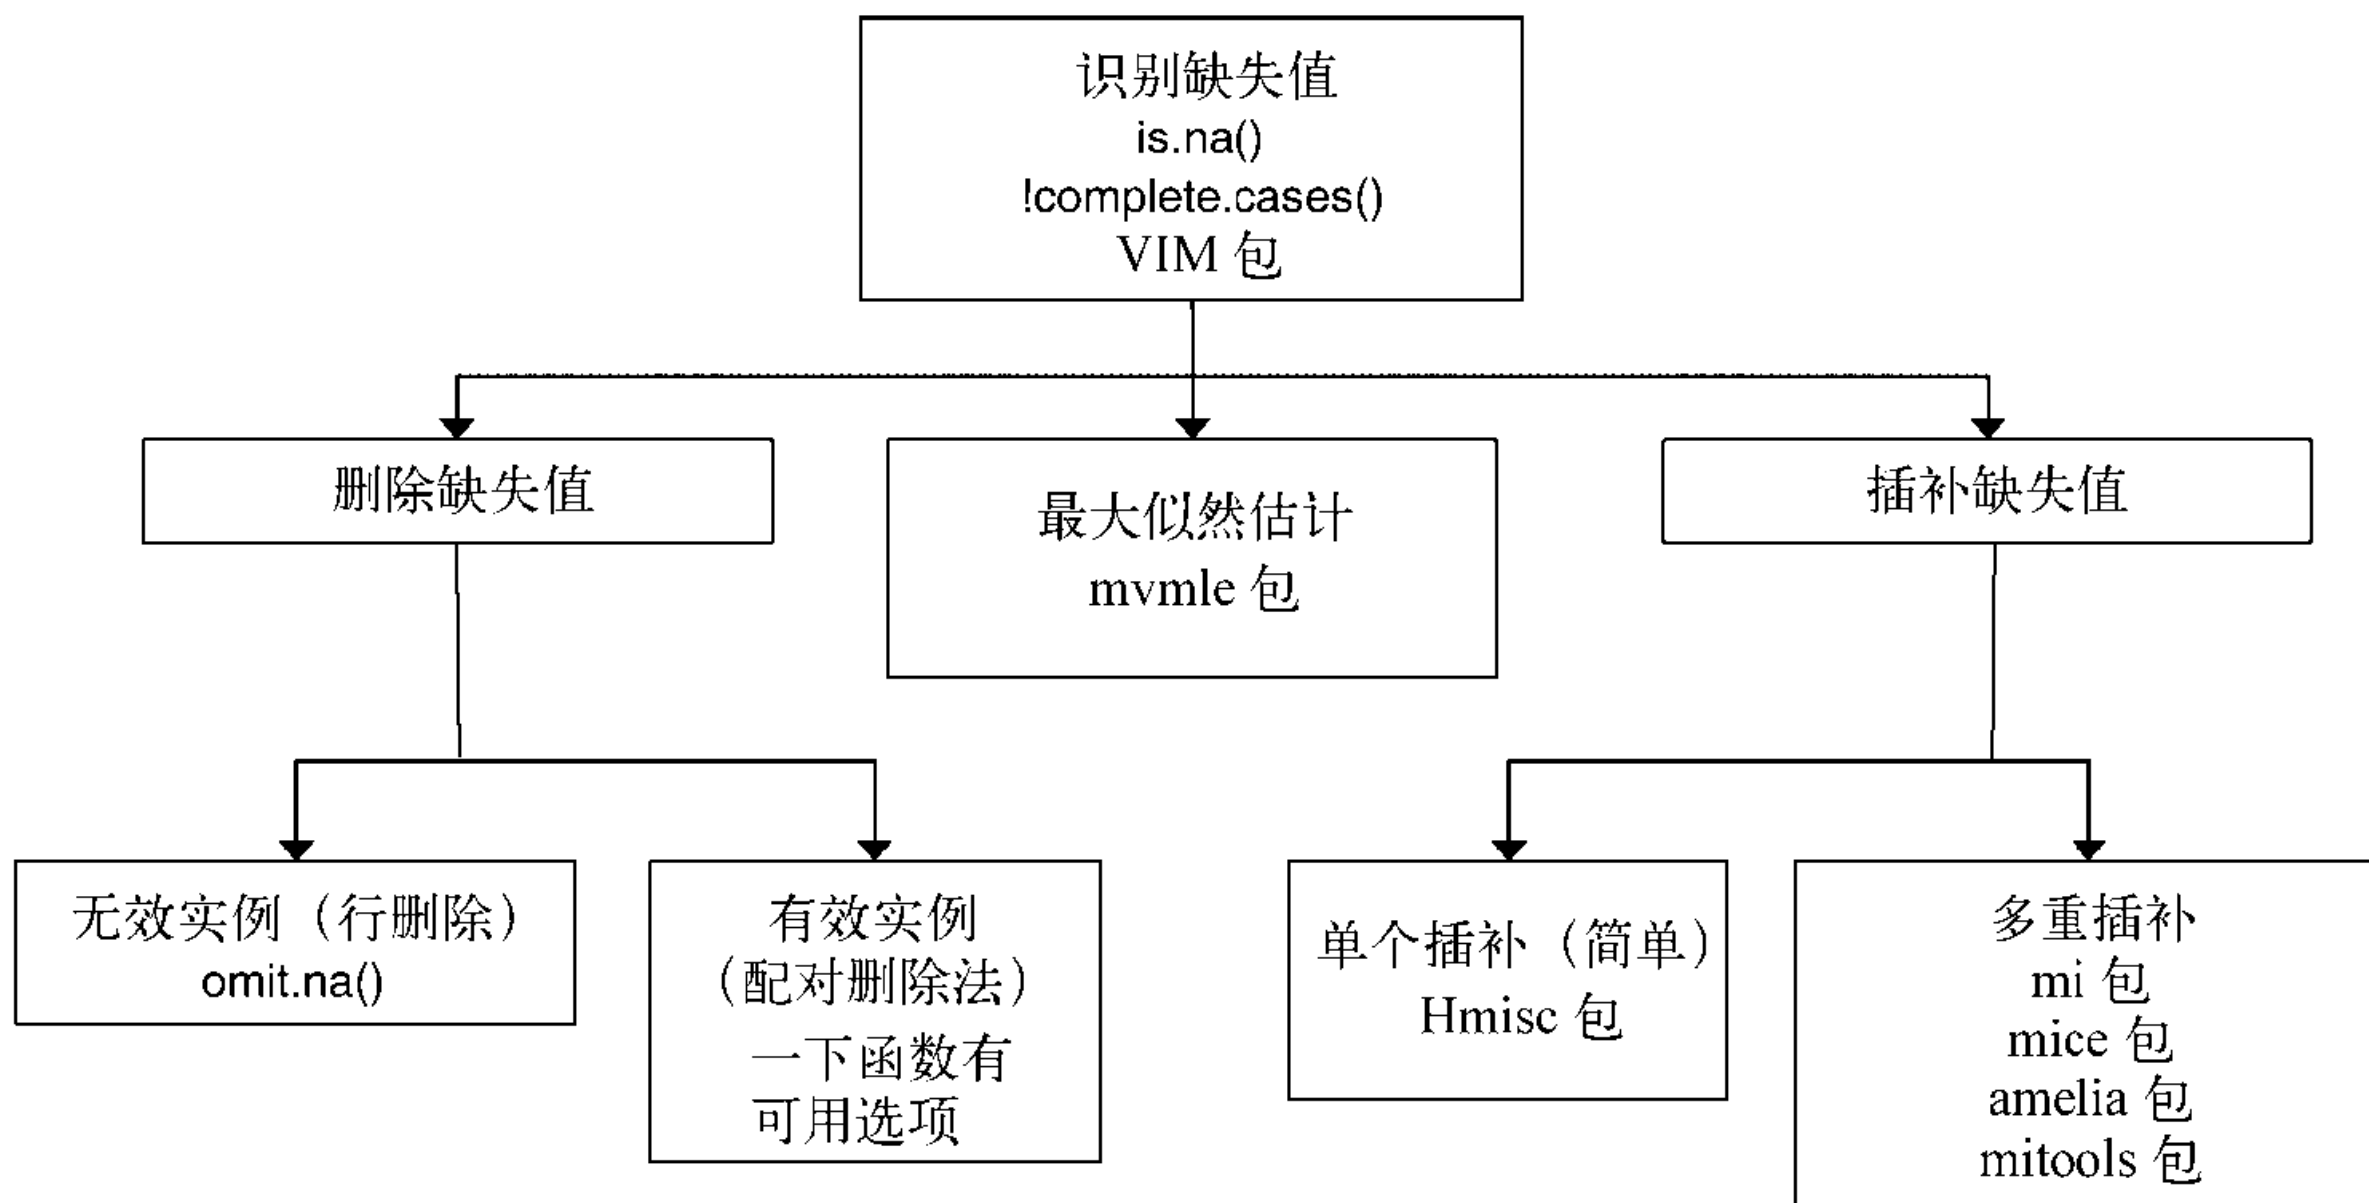 识别缺失值
is.na()
!complete.cases()
VIM 包
删除缺失值
最大似然估计
mvmle 包
插补缺失值
无效实例（行删除）
omit.na()
有效实例
（配对删除法）
一下函数有
可用选项
单个插补（简单）
Hmisc 包
多重插补
mi 包
mice 包
amelia 包
mitools 包